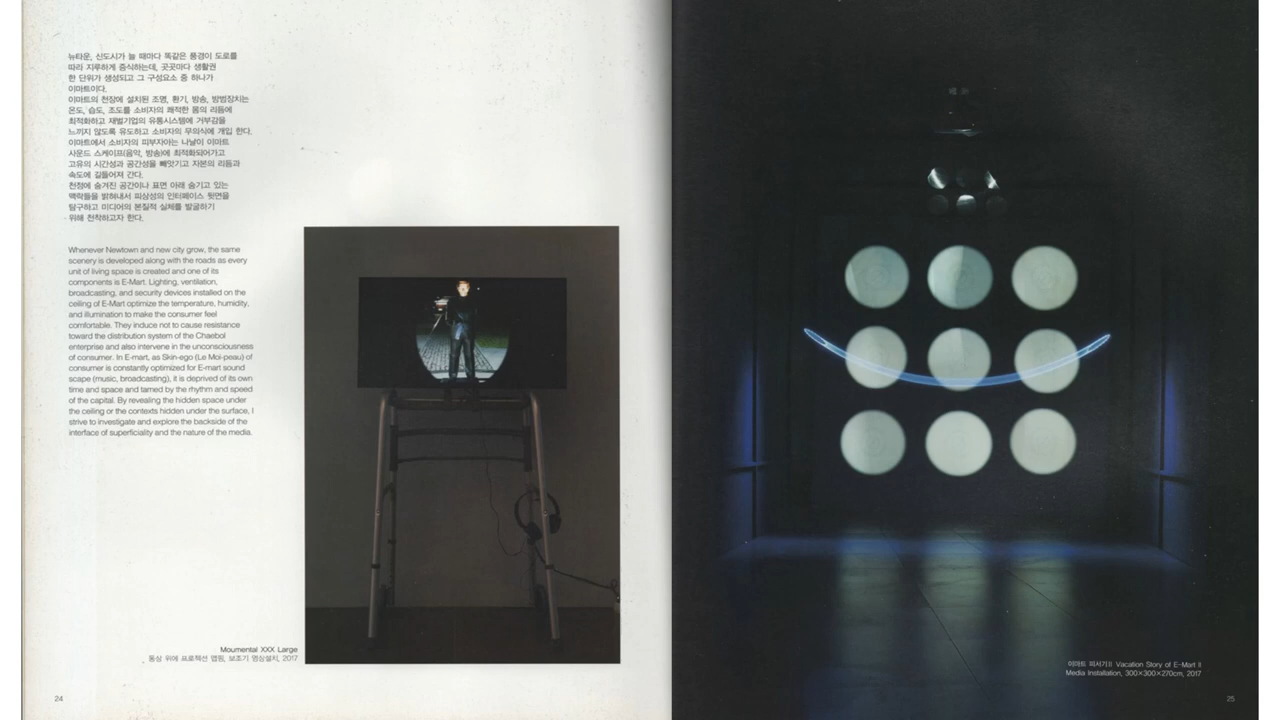 뉴타운, 신도시가 늘 때마다 똑같은 풍경이 도로를
따라 지루하게 증식하는데, 곳곳마다 생활권
한 단위가 생성되고 그 구성요소 중 하나가
이마트이다.
이마트의 천장에 설치된 조명, 환기, 방송, 방범장치는
온도, 습도, 조도를 소비자의 쾌적한 몸의 리듬에
최적화하고 재벌기업의 유통시스템에 거부감을
느끼지 않도록 유도하고 소비자의 무의식에 개입 한다.
이마트에서 소비자의 피부자아는 나날이 이마트
사운드 스케이프(음악, 방송)에 최적화되어가고
고유의 시간성과 공간성을 빼앗기고 자본의 리듬과
속도에 길들어져 간다.
천정에 숨겨진 공간이나 표면 아래 숨기고 있는
맥락들을 밝혀내서 피상성의 인터페이스 뒷면을
탐구하고 미디어의 본질적 실체를 발굴하기
위해 천착하고자 한다.
Whenever Newtown and new city grow, the same
scenery is developed along with the roads as every
unit of living space is created and one of its
components is E-Mart. Lighting, ventilation,
broadcasting, and security devices installed on the
ceiling of E-Mart optimize the temperature, humidity,
and illumination to make the consumer feel
comfortable. They induce not to cause resistance
toward the distribution system of the Chaebol
enterprise and also intervene in the unconsciousness
of consumer. In E-mart, as Skin-ego (Le Moi-peau) of
consumer is constantly optimized for E-mart sound
scape (music, broadcasting), it is deprived of its own
time and space and tamed by the rhythm and speed
of the capital. By revealing the hidden space under
the ceiling or the contexts hidden under the surface, I
strive to investigate and explore the backside of the
interface of superficiality and the nature of the media.
Moumental XXX Large
동상 위에 프로젝션 맵핑, 보조기 영상설치, 2017
24
이마트 피서기II Vacation Story of E-Mart II
Media Installation, 300×300×270cm, 2017
25